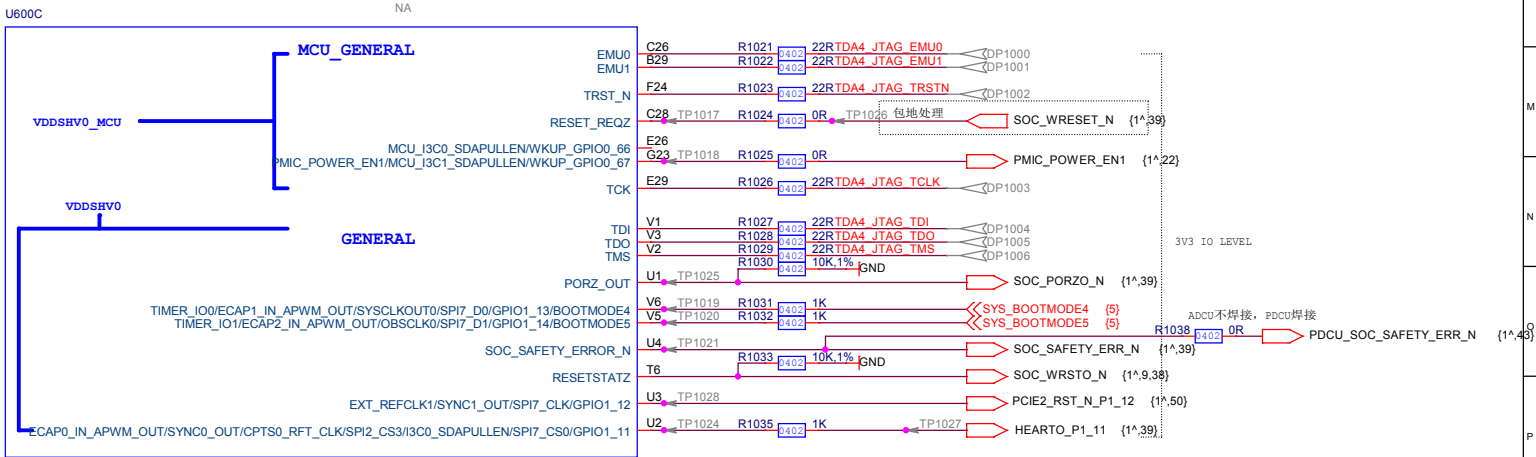 NA
U600C
MCU_GENERAL
EMU0 C26 R1021 0402 22R TDA4_JTAG_EMU0 DP1000
EMU1 B29 R1022 0402 22R TDA4_JTAG_EMU1 DP1001
TRST_N F24 R1023 0402 22R TDA4_JTAG_TRSTN DP1002
M
VDDSHV0_MCU RESET_REQZ C28 TP1017 R1024 0402 0R TP1026 包地处理 SOC_WRESET_N {1^,39}
MCU_I3C0_SDAPULLEN/WKUP_GPIO0_66 E26
PMIC_POWER_EN1/MCU_I3C1_SDAPULLEN/WKUP_GPIO0_67 G23 TP1018 R1025 0402 0R PMIC_POWER_EN1 {1^,22}
TCK E29 R1026 0402 22R TDA4_JTAG_TCLK DP1003
VDDSHV0
N
GENERAL
TDI V1 R1027 0402 22R TDA4_JTAG_TDI DP1004
TDO V3 R1028 0402 22R TDA4_JTAG_TDO DP1005
3V3 IO LEVEL
TMS V2 R1029 0402 22R TDA4_JTAG_TMS DP1006
R1030 0402 10K,1% GND
PORZ_OUT U1 TP1025 SOC_PORZO_N {1^,39}
TIMER_IO0/ECAP1_IN_APWM_OUT/SYSCLKOUT0/SPI7_D0/GPIO1_13/BOOTMODE4 V6 TP1019 R1031 0402 1K SYS_BOOTMODE4 {5}
TIMER_IO1/ECAP2_IN_APWM_OUT/OBSCLK0/SPI7_D1/GPIO1_14/BOOTMODE5 V5 TP1020 R1032 0402 1K SYS_BOOTMODE5 {5}
ADCU不焊接，PDCU焊接
R1038 0402 0R PDCU_SOC_SAFETY_ERR_N {1^,43}
O
SOC_SAFETY_ERROR_N U4 TP1021 SOC_SAFETY_ERR_N {1^,39}
R1033 0402 10K,1% GND
RESETSTATZ T6 SOC_WRSTO_N {1^,9,38}
EXT_REFCLK1/SYNC1_OUT/SPI7_CLK/GPIO1_12 U3 TP1028 PCIE2_RST_N_P1_12 {1^,50}
ECAP0_IN_APWM_OUT/SYNC0_OUT/CPTS0_RFT_CLK/SPI2_CS3/I3C0_SDAPULLEN/SPI7_CS0/GPIO1_11 U2 TP1024 R1035 0402 1K TP1027 HEARTO_P1_11 {1^,39}
P